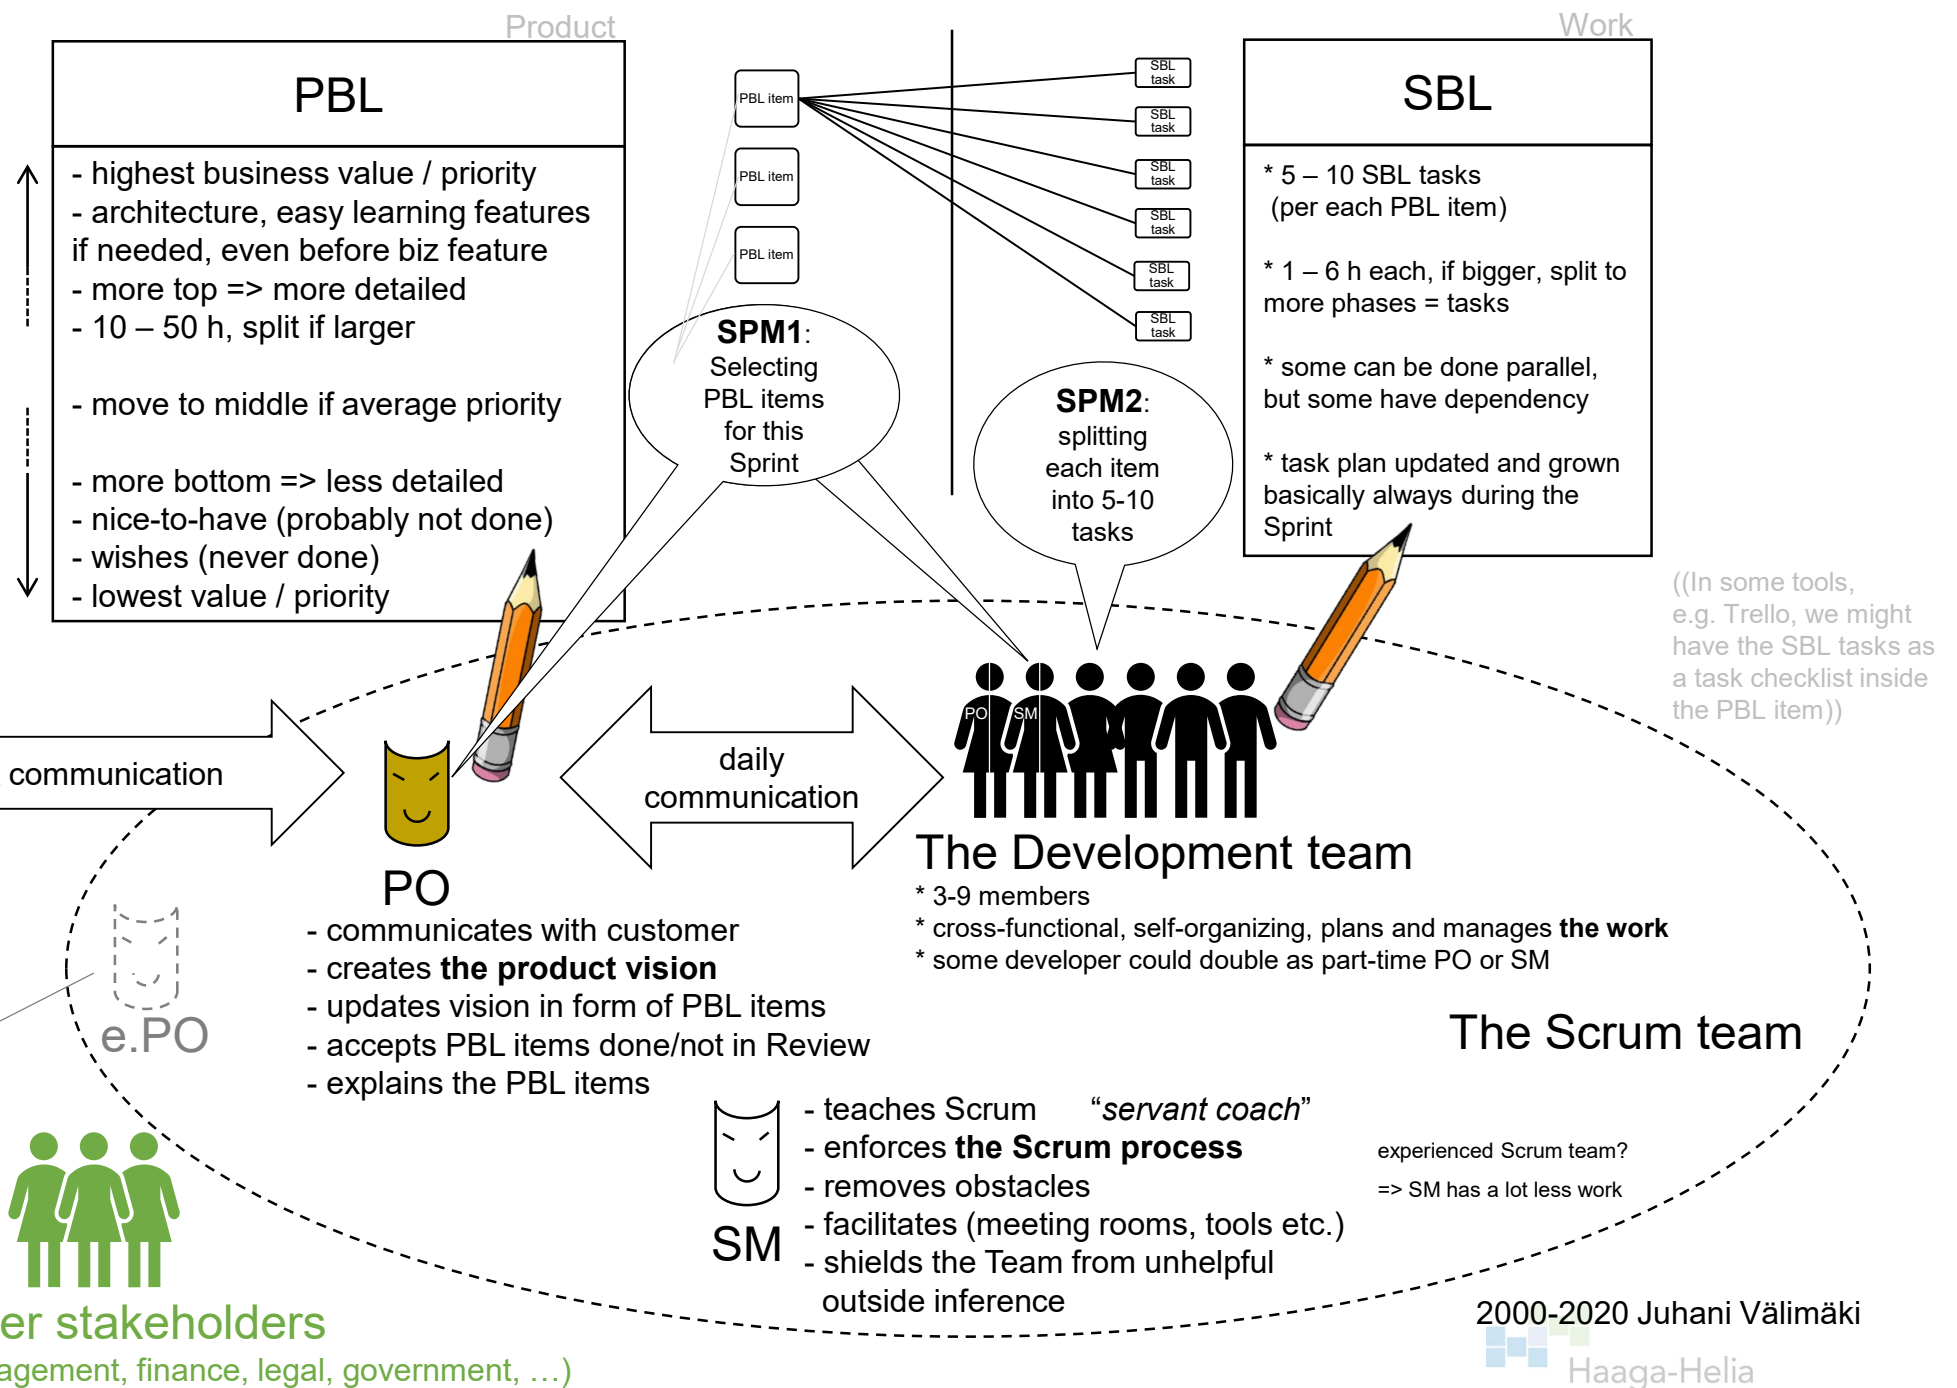 Product
Work
PBL
- highest business value / priority
- architecture, easy learning features
if needed, even before biz feature
- more top => more detailed
- 10 – 50 h, split if larger
- move to middle if average priority
- more bottom => less detailed
- nice-to-have (probably not done)
- wishes (never done)
- lowest value / priority
PBL item
PBL item
PBL item
SBL
task
SBL
task
SBL
task
SBL
task
SBL
task
SBL
task
SPM1:
Selecting
PBL items
for this
Sprint
SPM2:
splitting
each item
into 5-10
tasks
SBL
* 5 – 10 SBL tasks
(per each PBL item)
* 1 – 6 h each, if bigger, split to
more phases = tasks
* some can be done parallel,
but some have dependency
* task plan updated and grown
basically always during the
Sprint
((In some tools,
e.g. Trello, we might
have the SBL tasks as
a task checklist inside
the PBL item))
communication
daily
communication
PO
SM
The Development team
* 3-9 members
* cross-functional, self-organizing, plans and manages the work
* some developer could double as part-time PO or SM
PO
- communicates with customer
- creates the product vision
- updates vision in form of PBL items
- accepts PBL items done/not in Review
- explains the PBL items
e.PO
The Scrum team
SM
- teaches Scrum "servant coach"
- enforces the Scrum process
- removes obstacles
- facilitates (meeting rooms, tools etc.)
- shields the Team from unhelpful
outside inference
experienced Scrum team?
=> SM has a lot less work
er stakeholders
agement, finance, legal, government, …)
2000-2020 Juhani Välimäki
Haaga-Helia